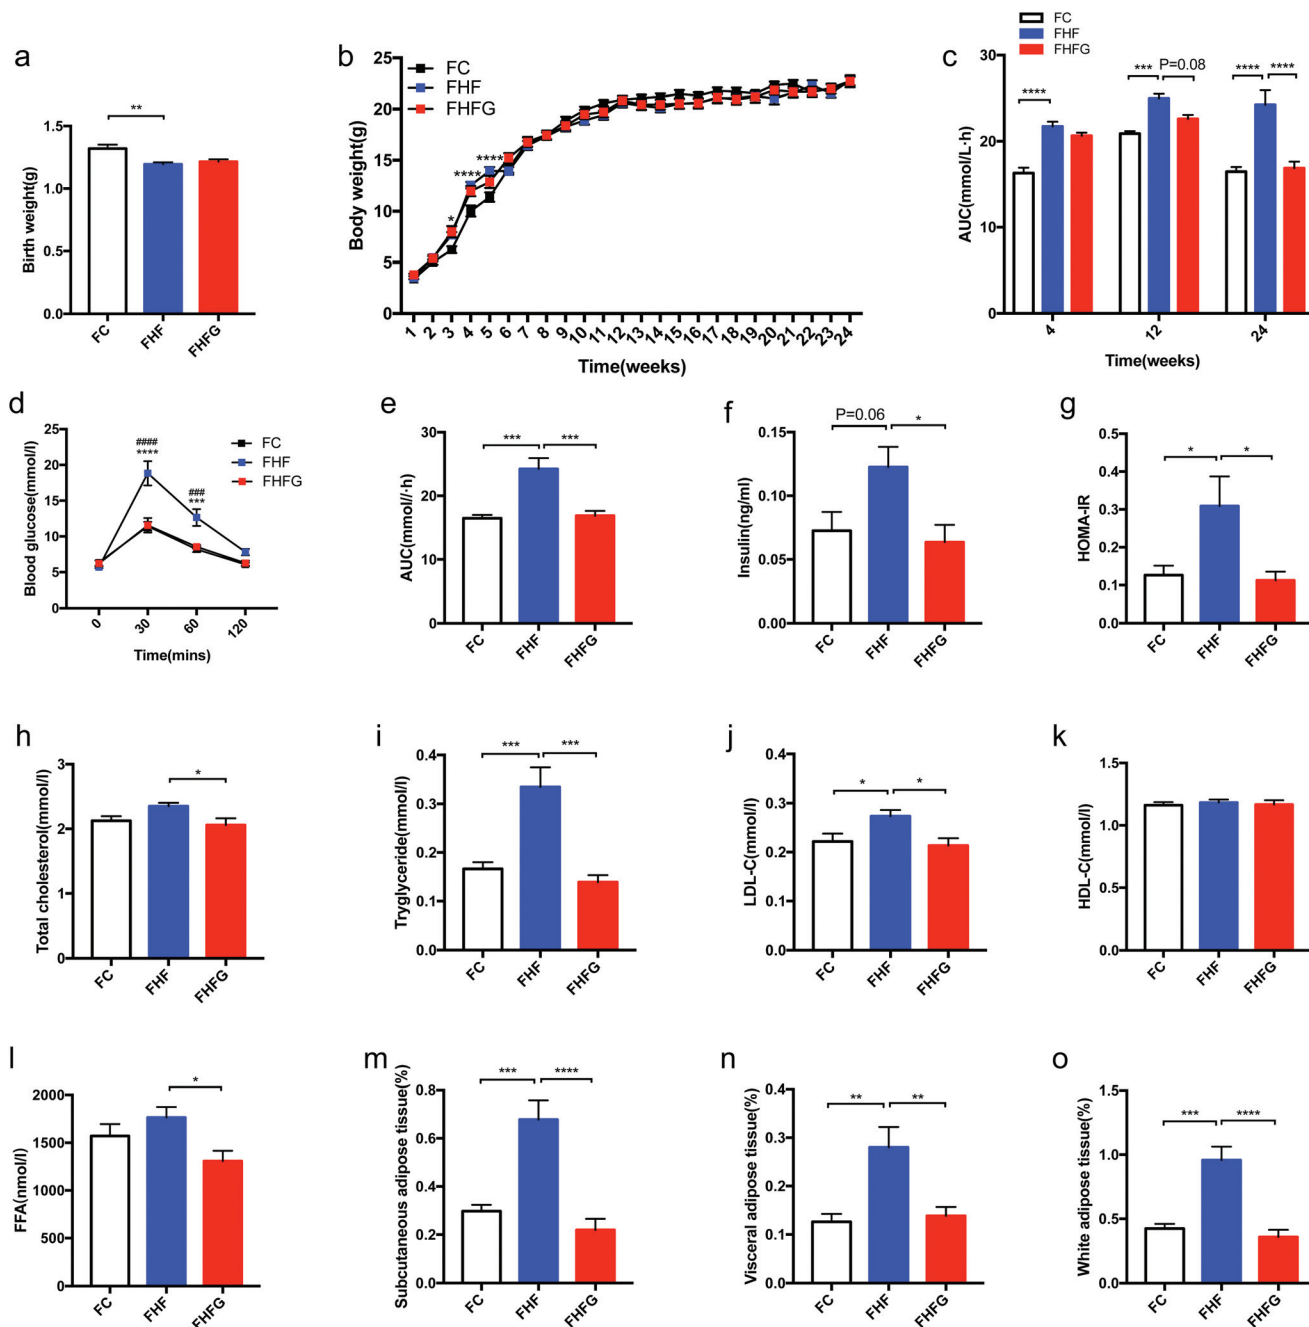 FC
FHF
FHFG
a
**
Birth weight(g)
1.5
1.0
0.5
0.0
FC
FHF
FHFG
b
FC
FHF
FHFG
Body weight(g)
25
20
15
10
5
0
*
****
****
1 2 3 4 5 6 7 8 9 10 11 12 13 14 15 16 17 18 19 20 21 22 23 24
Time(weeks)
c
AUC(mmol/L·h)
30
20
10
0
****
***
P=0.08
****
****
4 12 24
Time(weeks)
d
Blood glucose(mmol/l)
25
20
15
10
5
0
####
****
###
***
FC
FHF
FHFG
0 30 60 120
Time(mins)
e
AUC(mmol/l·h)
30
20
10
0
***
***
FC
FHF
FHFG
f
Insulin(ng/ml)
0.15
0.10
0.05
0.00
P=0.06
*
FC
FHF
FHFG
g
HOMA-IR
0.5
0.4
0.3
0.2
0.1
0.0
*
*
FC
FHF
FHFG
h
Total cholesterol(mmol/l)
3
2
1
0
*
FC
FHF
FHFG
i
Tryglyceride(mmol/l)
0.4
0.3
0.2
0.1
0.0
***
***
FC
FHF
FHFG
j
LDL-C(mmol/l)
0.4
0.3
0.2
0.1
0.0
*
*
FC
FHF
FHFG
k
HDL-C(mmol/l)
1.5
1.0
0.5
0.0
FC
FHF
FHFG
l
FFA(nmol/l)
2000
1500
1000
500
0
*
FC
FHF
FHFG
m
Subcutaneous adipose tissue(%)
0.8
0.6
0.4
0.2
0.0
***
****
FC
FHF
FHFG
n
Visceral adipose tissue(%)
0.4
0.3
0.2
0.1
0.0
**
**
FC
FHF
FHFG
o
White adipose tissue(%)
1.5
1.0
0.5
0.0
***
****
FC
FHF
FHFG